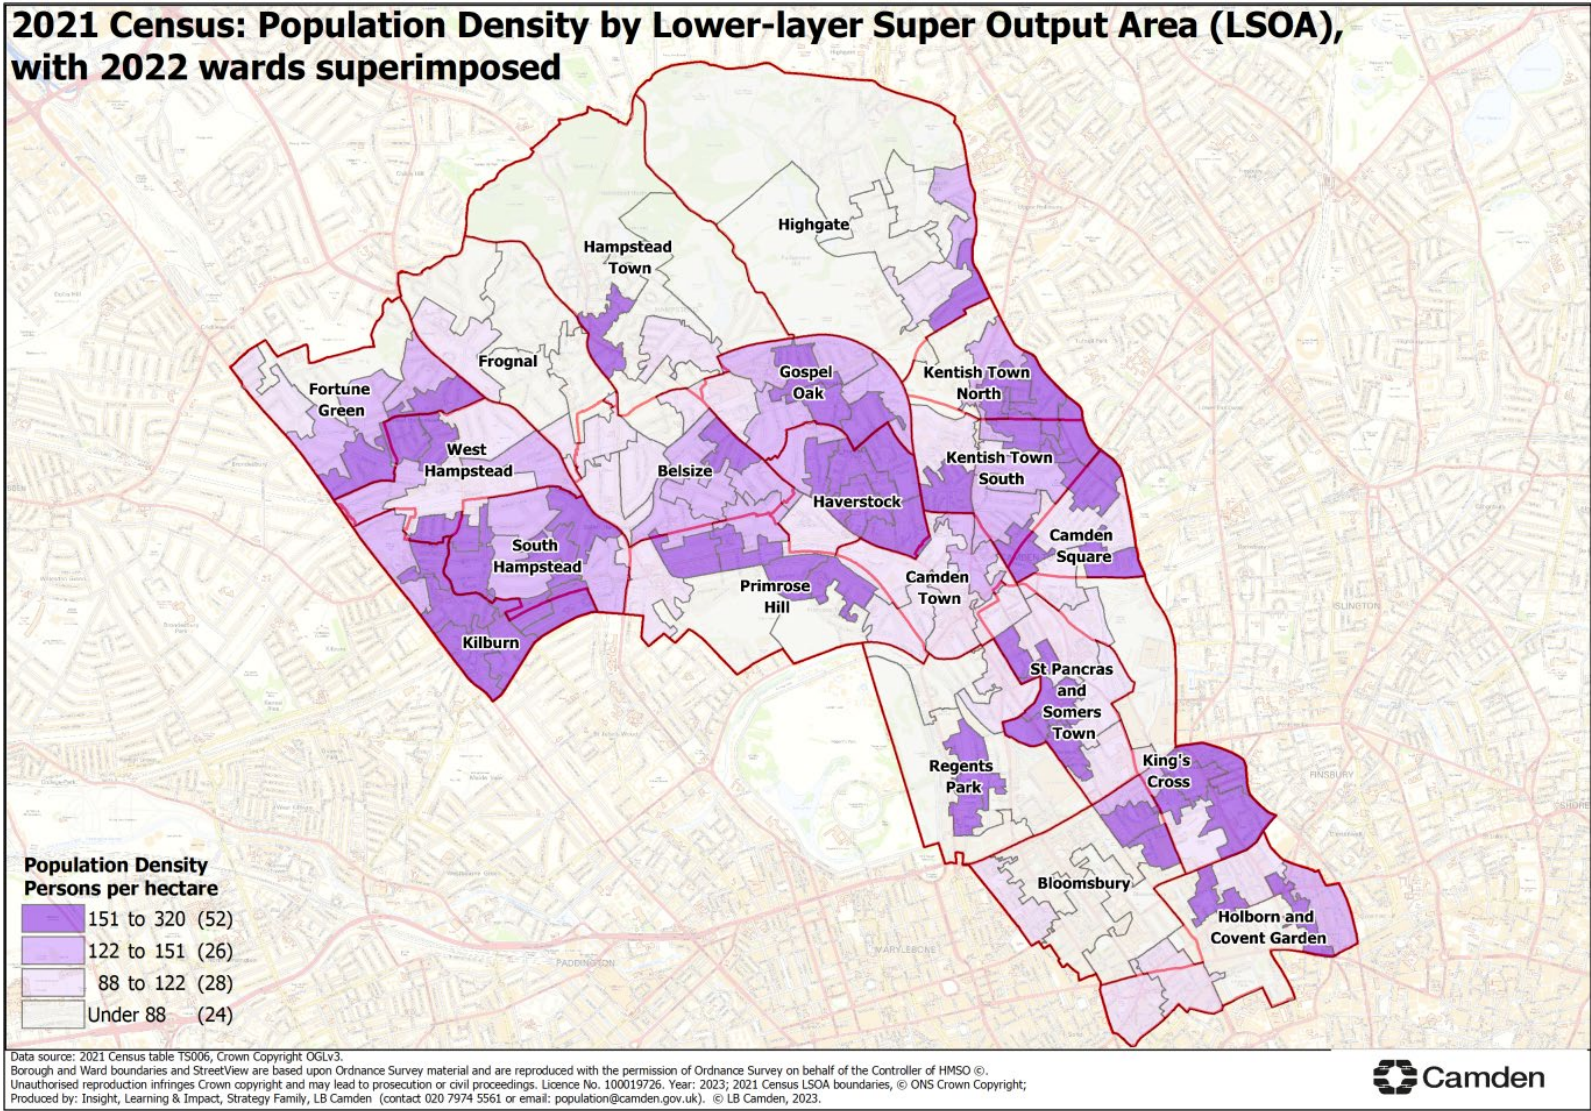 2021 Census: Population Density by Lower-layer Super Output Area (LSOA),
with 2022 wards superimposed
Highgate
Hampstead
Town
Frognal
Gospel
Oak
Kentish Town
North
Fortune
Green
West
Hampstead
Belsize
Kentish Town
South
Haverstock
South
Hampstead
Camden
Square
Primrose
Hill
Camden
Town
Kilburn
ISLINGTON
St Pancras
and
Somers
Town
Regents
Park
King's
Cross
FINSBURY
Bloomsbury
Holborn and
Covent Garden
MARYLEBONE
PADDINGTON
Population Density
Persons per hectare
151 to 320 (52)
122 to 151 (26)
88 to 122 (28)
Under 88 (24)
Data source: 2021 Census table TS006, Crown Copyright OGLv3.
Borough and Ward boundaries and StreetView are based upon Ordnance Survey material and are reproduced with the permission of Ordnance Survey on behalf of the Controller of HMSO ©.
Unauthorised reproduction infringes Crown copyright and may lead to prosecution or civil proceedings. Licence No. 100019726. Year: 2023; 2021 Census LSOA boundaries, © ONS Crown Copyright;
Produced by: Insight, Learning & Impact, Strategy Family, LB Camden (contact 020 7974 5561 or email: population@camden.gov.uk). © LB Camden, 2023.
Camden